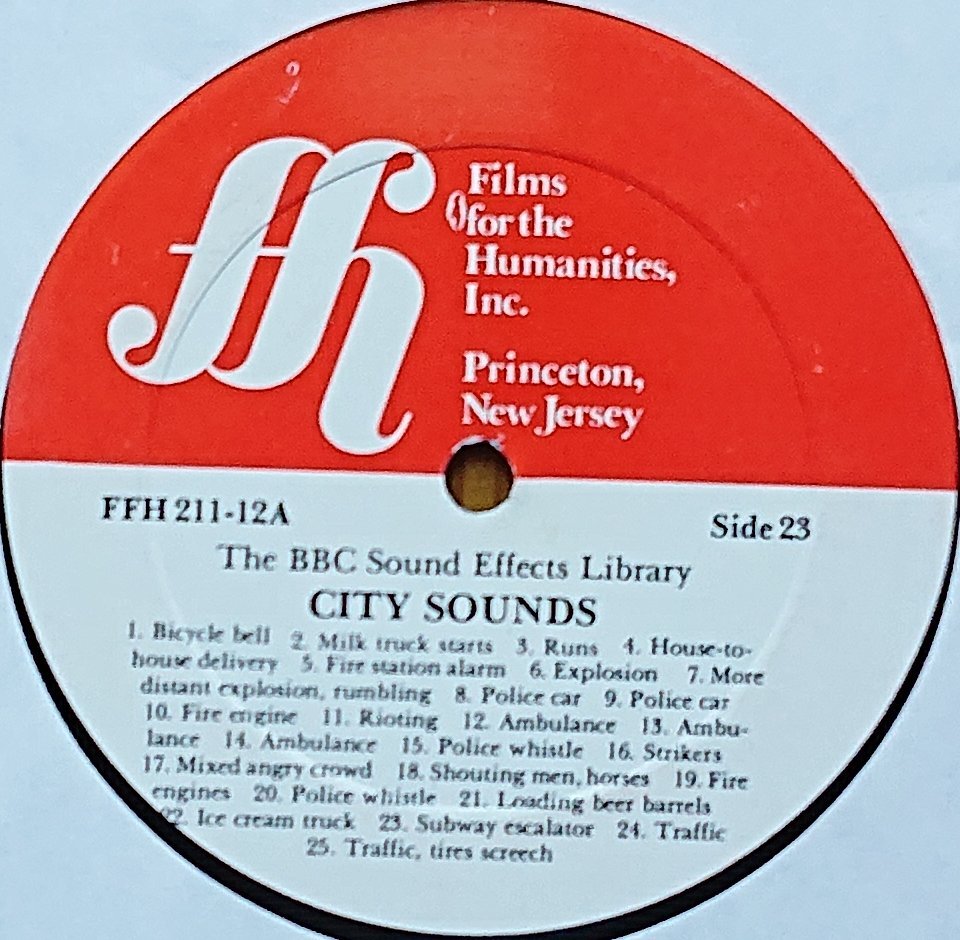 ffh
Films
for the
Humanities,
Inc.
Princeton,
New Jersey
FFH 211-12A
Side 23
The BBC Sound Effects Library
CITY SOUNDS
1. Bicycle bell 2. Milk truck starts 3. Runs 4. House-to-
house delivery 5. Fire station alarm 6. Explosion 7. More
distant explosion, rumbling 8. Police car 9. Police car
10. Fire engine 11. Rioting 12. Ambulance 13. Ambu-
lance 14. Ambulance 15. Police whistle 16. Strikers
17. Mixed angry crowd 18. Shouting men, horses 19. Fire
engines 20. Police whistle 21. Loading beer barrels
22. Ice cream truck 23. Subway escalator 24. Traffic
25. Traffic, tires screech